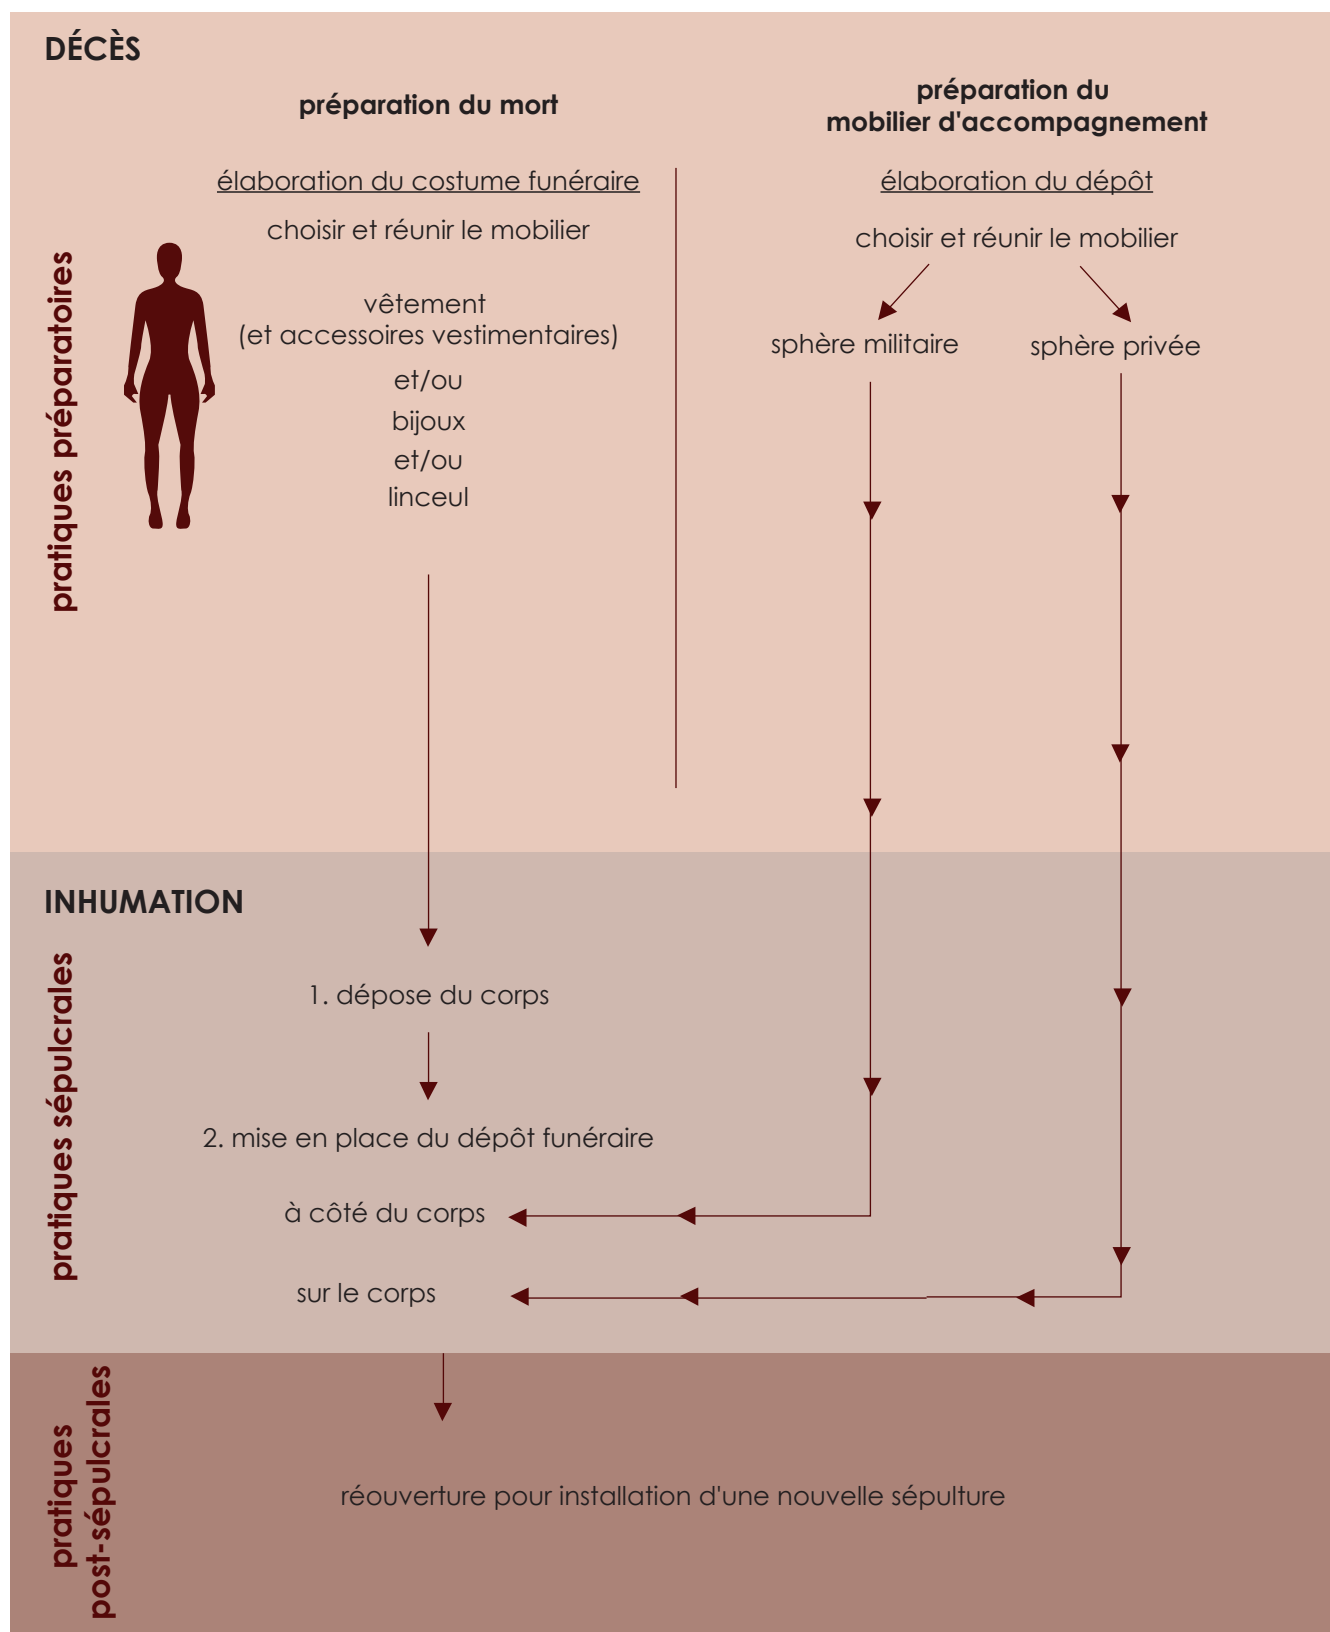 DÉCÈS
préparation du mort
préparation du
mobilier d'accompagnement
élaboration du costume funéraire
choisir et réunir le mobilier
élaboration du dépôt
choisir et réunir le mobilier
pratiques préparatoires
vêtement
(et accessoires vestimentaires)
et/ou
bijoux
et/ou
linceul
sphère militaire
sphère privée
INHUMATION
pratiques sépulcrales
1. dépose du corps
2. mise en place du dépôt funéraire
à côté du corps
sur le corps
pratiques
post-sépulcrales
réouverture pour installation d'une nouvelle sépulture